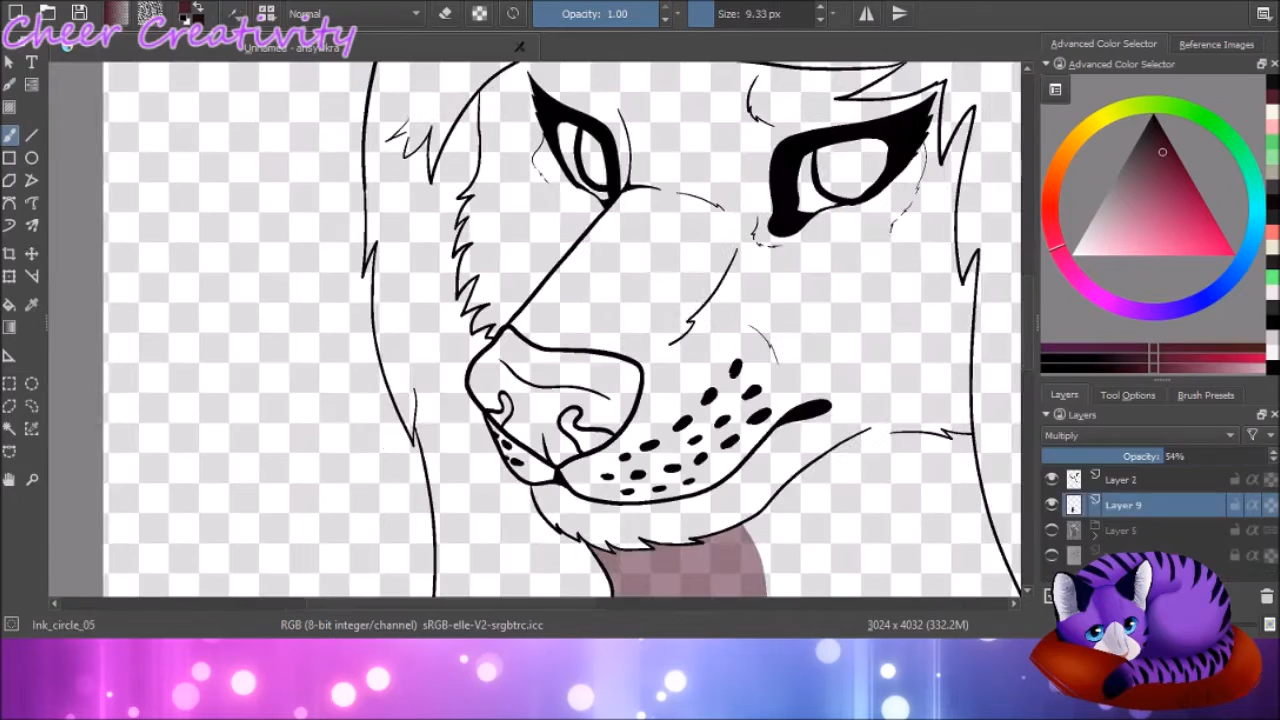 Normal
Opacity: 1.00
Size: 9.33 px
Cheer Creativity
Advanced Color Selector
Reference Images
Advanced Color Selector
Layers
Tool Options
Brush Presets
Layers
Multiply
Opacity: 54%
Layer 2
Layer 9
Layer 5
Ink_circle_05
RGB (8-bit integer/channel) sRGB-elle-V2-srgbtrc.icc
3024 x 4032 (332.2M)